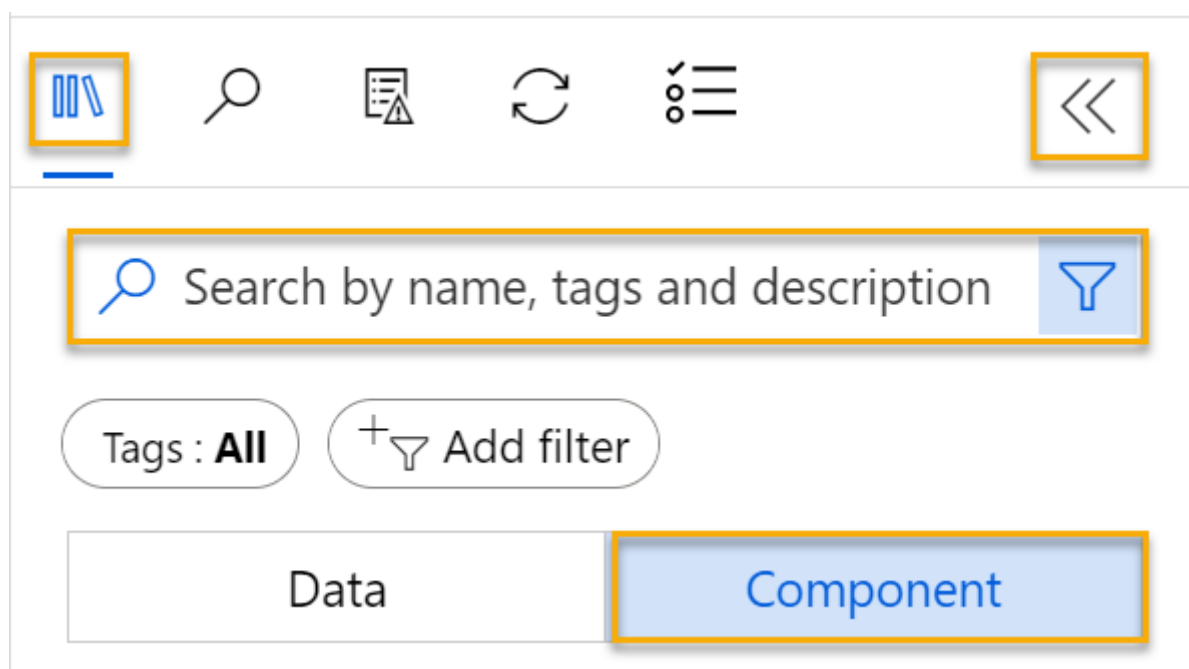 Search by name, tags and description
Tags : All
Add filter
Data
Component